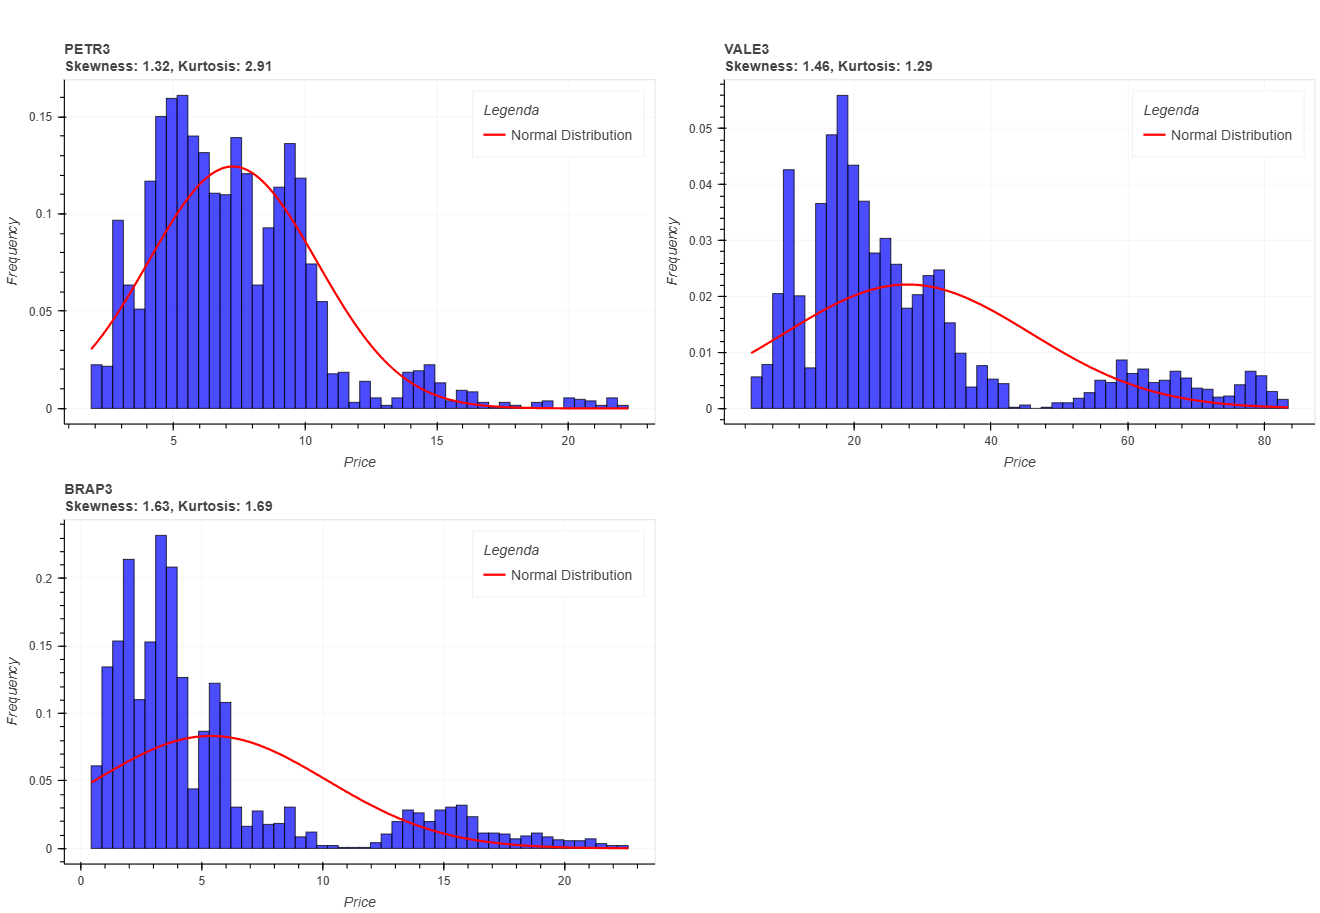 PETR3
Skewness: 1.32, Kurtosis: 2.91
Legenda
Normal Distribution
Frequency
0.15
0.1
0.05
0
5
10
15
20
Price
VALE3
Skewness: 1.46, Kurtosis: 1.29
Legenda
Normal Distribution
Frequency
0.05
0.04
0.03
0.02
0.01
0
20
40
60
80
Price
BRAP3
Skewness: 1.63, Kurtosis: 1.69
Legenda
Normal Distribution
Frequency
0.2
0.15
0.1
0.05
0
0
5
10
15
20
Price